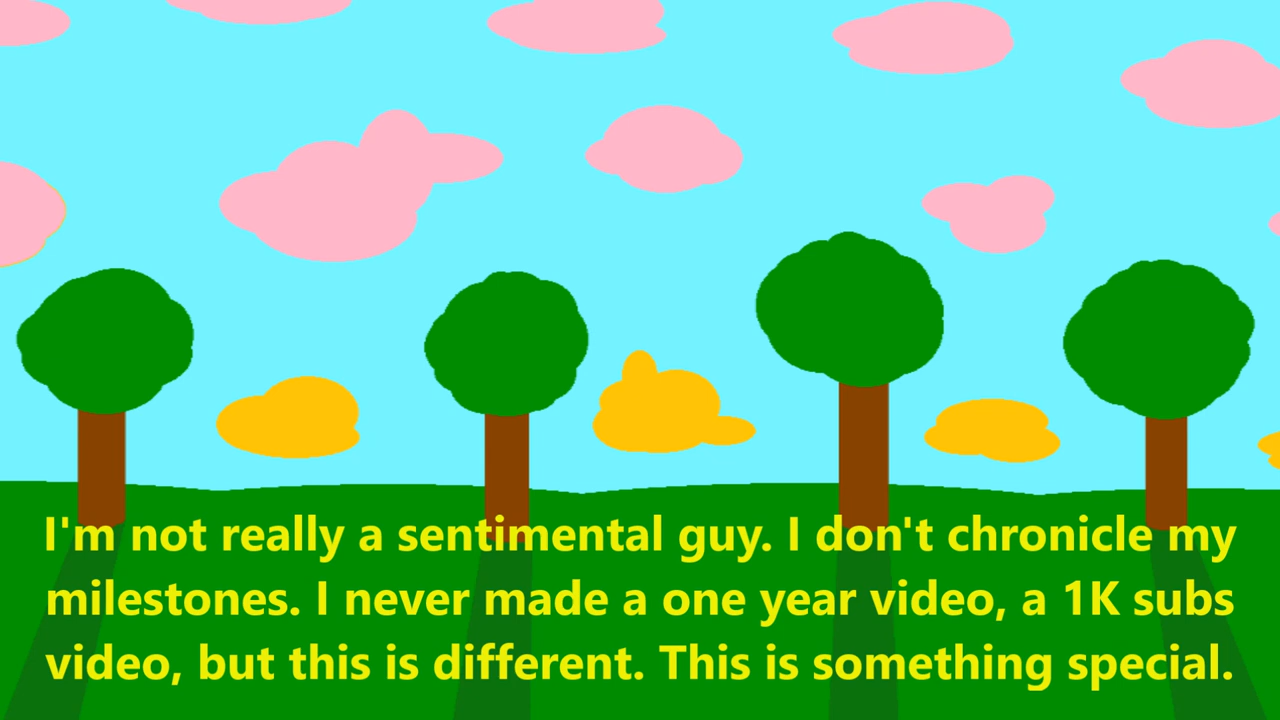 I'm not really a sentimental guy. I don't chronicle my
milestones. I never made a one year video, a 1K subs
video, but this is different. This is something special.